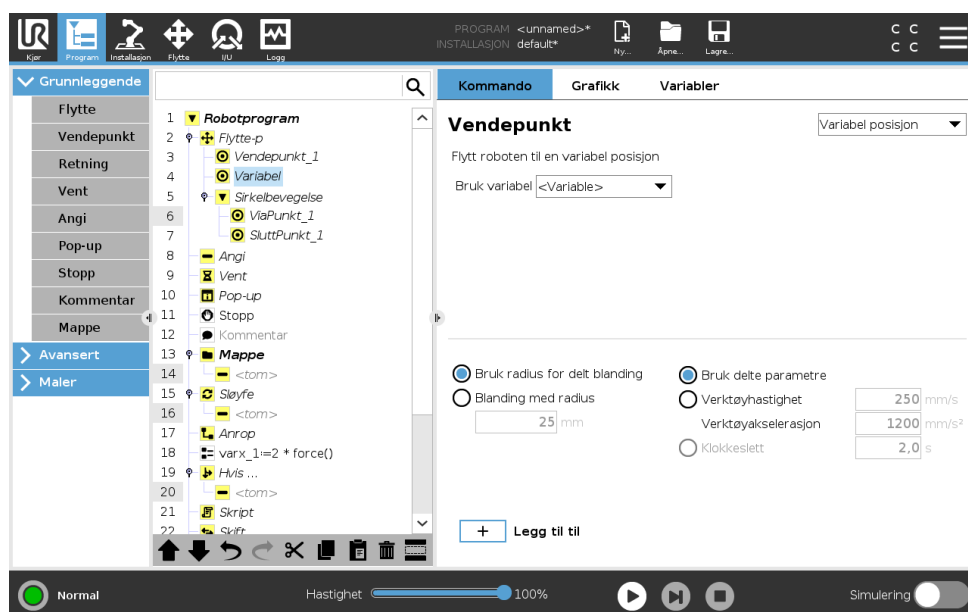 PROGRAM <unnamed>*
INSTALLASJON default*
Kjør
Program
Installasjon
Flytte
I/U
Logg
Ny...
Åpne...
Lagre...
C C
C C
Grunnleggende
Flytte
Vendepunkt
Retning
Vent
Angi
Pop-up
Stopp
Kommentar
Mappe
Avansert
Maler
1 Robotprogram
2 Flytte-p
3 Vendepunkt_1
4 Variabel
5 Sirkelbevegelse
6 ViaPunkt_1
7 SluttPunkt_1
8 Angi
9 Vent
10 Pop-up
11 Stopp
12 Kommentar
13 Mappe
14 <tom>
15 Sløyfe
16 <tom>
17 Anrop
18 varx_1≔2 * force()
19 Hvis ...
20 <tom>
21 Skript
22 Skift
Kommando
Grafikk
Variabler
Vendepunkt
Variabel posisjon
Flytt roboten til en variabel posisjon
Bruk variabel <Variable>
Bruk radius for delt blanding
Blanding med radius
25 mm
Bruk delte parametre
Verktøyhastighet 250 mm/s
Verktøyakselerasjon 1200 mm/s²
Klokkeslett 2,0 s
+ Legg til til
Normal
Hastighet 100%
Simulering